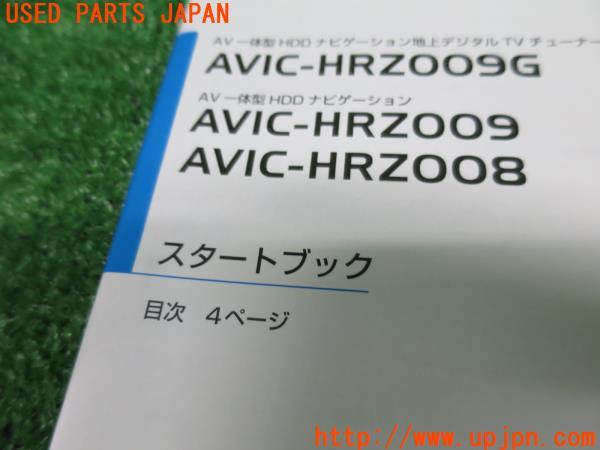 USED PARTS JAPAN
AV一体型HDDナビゲーション地上デジタルTVチューナー
AVIC-HRZ009G
AV一体型HDDナビゲーション
AVIC-HRZ009
AVIC-HRZ008
スタートブック
目次 4ページ
http://www.upjpn.com/